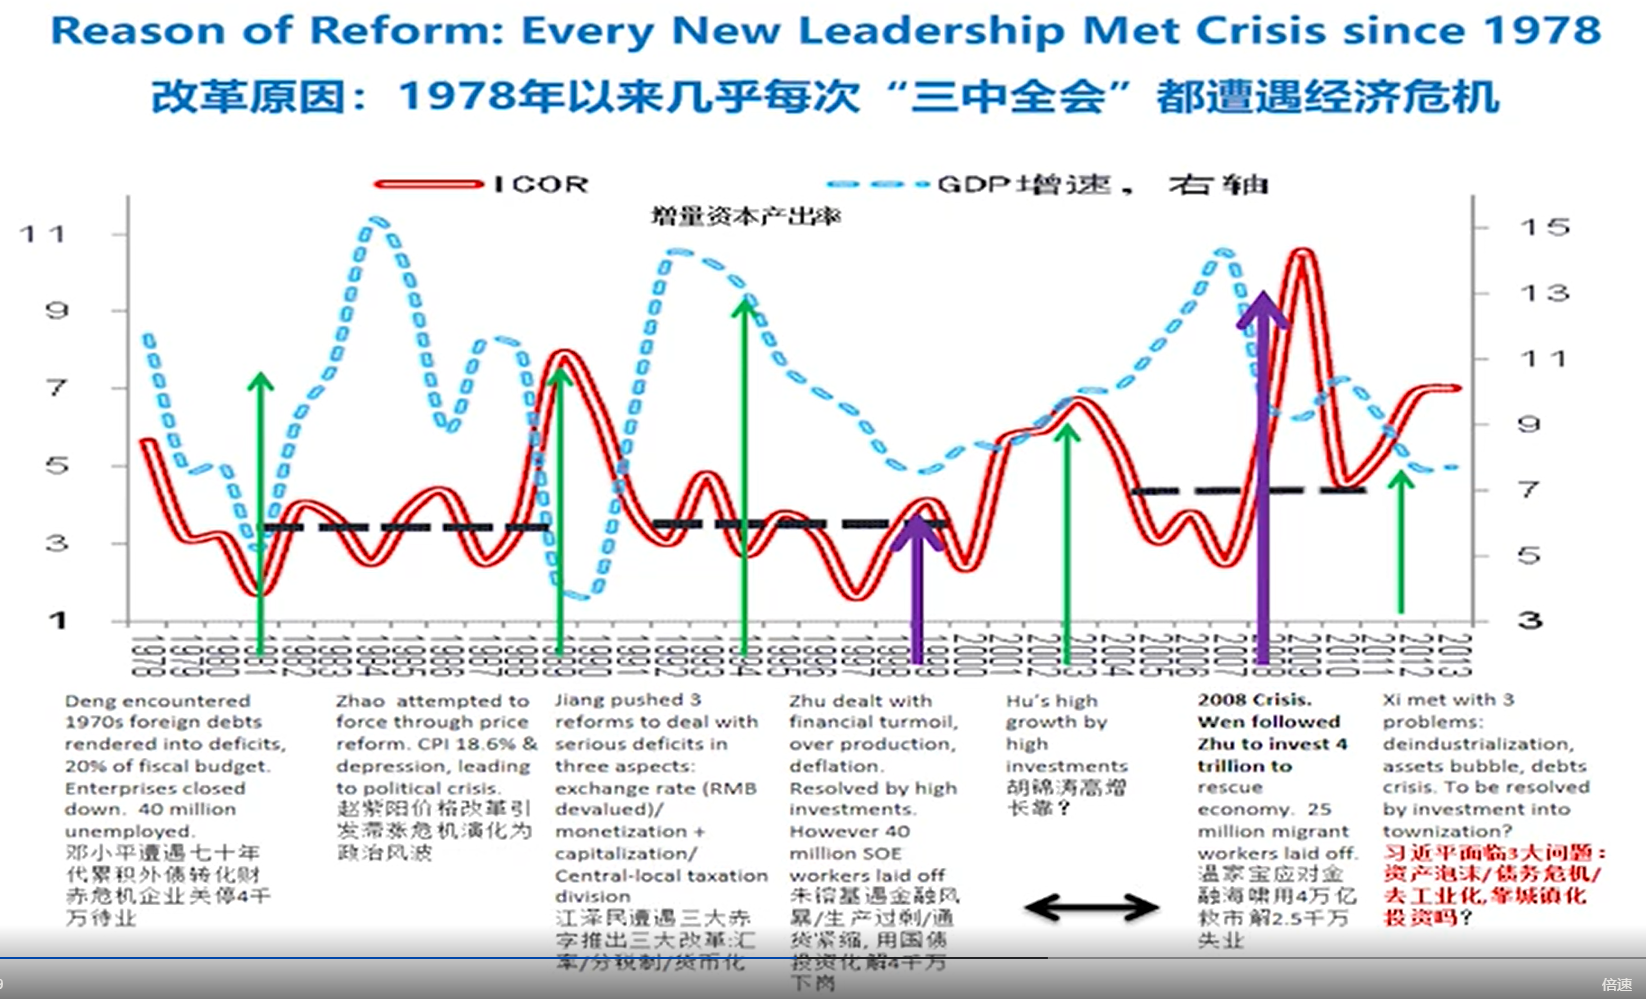 Reason of Reform: Every New Leadership Met Crisis since 1978
改革原因：1978年以来几乎每次“三中全会”都遭遇经济危机
ICOR
GDP增速，右轴
增量资本产出率
11
9
7
5
3
1
15
13
11
9
7
5
3
1978
1979
1980
1981
1982
1983
1984
1985
1986
1987
1988
1990
1991
1992
1993
1995
1996
1997
1999
2000
2001
2002
2003
2004
2005
2006
2007
2009
2010
2011
2012
2013
Deng encountered
1970s foreign debts
rendered into deficits,
20% of fiscal budget.
Enterprises closed
down. 40 million
unemployed.
邓小平遭遇七十年
代累积外债转化财
赤危机企业关停4千
万待业
Zhao attempted to
force through price
reform. CPI 18.6% &
depression, leading
to political crisis.
赵紫阳价格改革引
发滞涨危机演化为
政治风波
Jiang pushed 3
reforms to deal with
serious deficits in
three aspects:
exchange rate (RMB
devalued)/
monetization +
capitalization/
Central-local taxation
division
江泽民遭遇三大赤
字推出三大改革:汇
率/分税制/货币化
Zhu dealt with
financial turmoil,
over production,
deflation.
Resolved by high
investments.
However 40
million SOE
workers laid off
朱镕基遇金融风
暴/生产过剩/通
货紧缩, 用国债
投资化解4千万
下岗
Hu’s high
growth by
high
investments
胡锦涛高增
长靠？
2008 Crisis.
Wen followed
Zhu to invest 4
trillion to
rescue
economy. 25
million migrant
workers laid off.
温家宝应对金
融海啸用4万亿
救市解2.5千万
失业
Xi met with 3
problems:
deindustrialization,
assets bubble, debts
crisis. To be resolved
by investment into
townization?
习近平面临3大问题：
资产泡沫/债务危机/
去工业化,靠城镇化
投资吗？
9
倍速